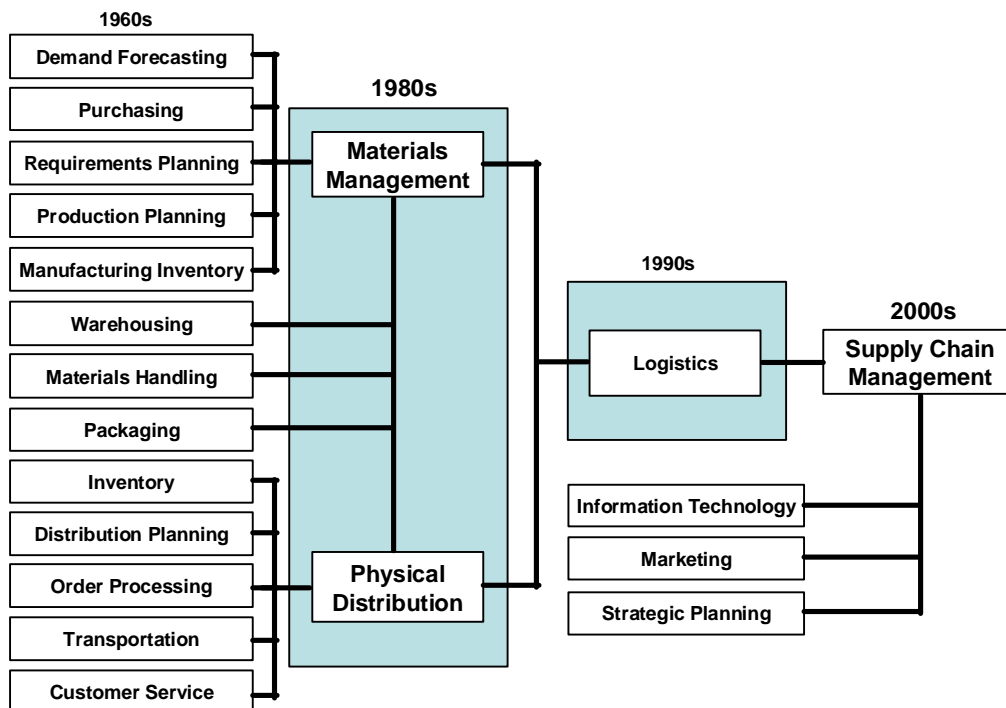 1960s
Demand Forecasting
Purchasing
Requirements Planning
Production Planning
Manufacturing Inventory
Warehousing
Materials Handling
Packaging
Inventory
Distribution Planning
Order Processing
Transportation
Customer Service
1980s
Materials
Management
Physical
Distribution
1990s
Logistics
2000s
Supply Chain
Management
Information Technology
Marketing
Strategic Planning